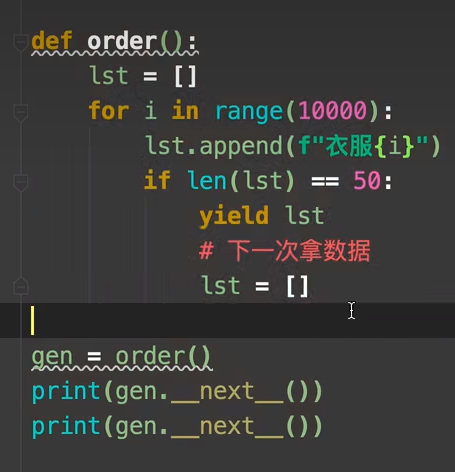 def order():
    lst = []
    for i in range(10000):
        lst.append(f"衣服{i}")
        if len(lst) == 50:
            yield lst
            # 下一次拿数据
            lst = []
gen = order()
print(gen.__next__())
print(gen.__next__())